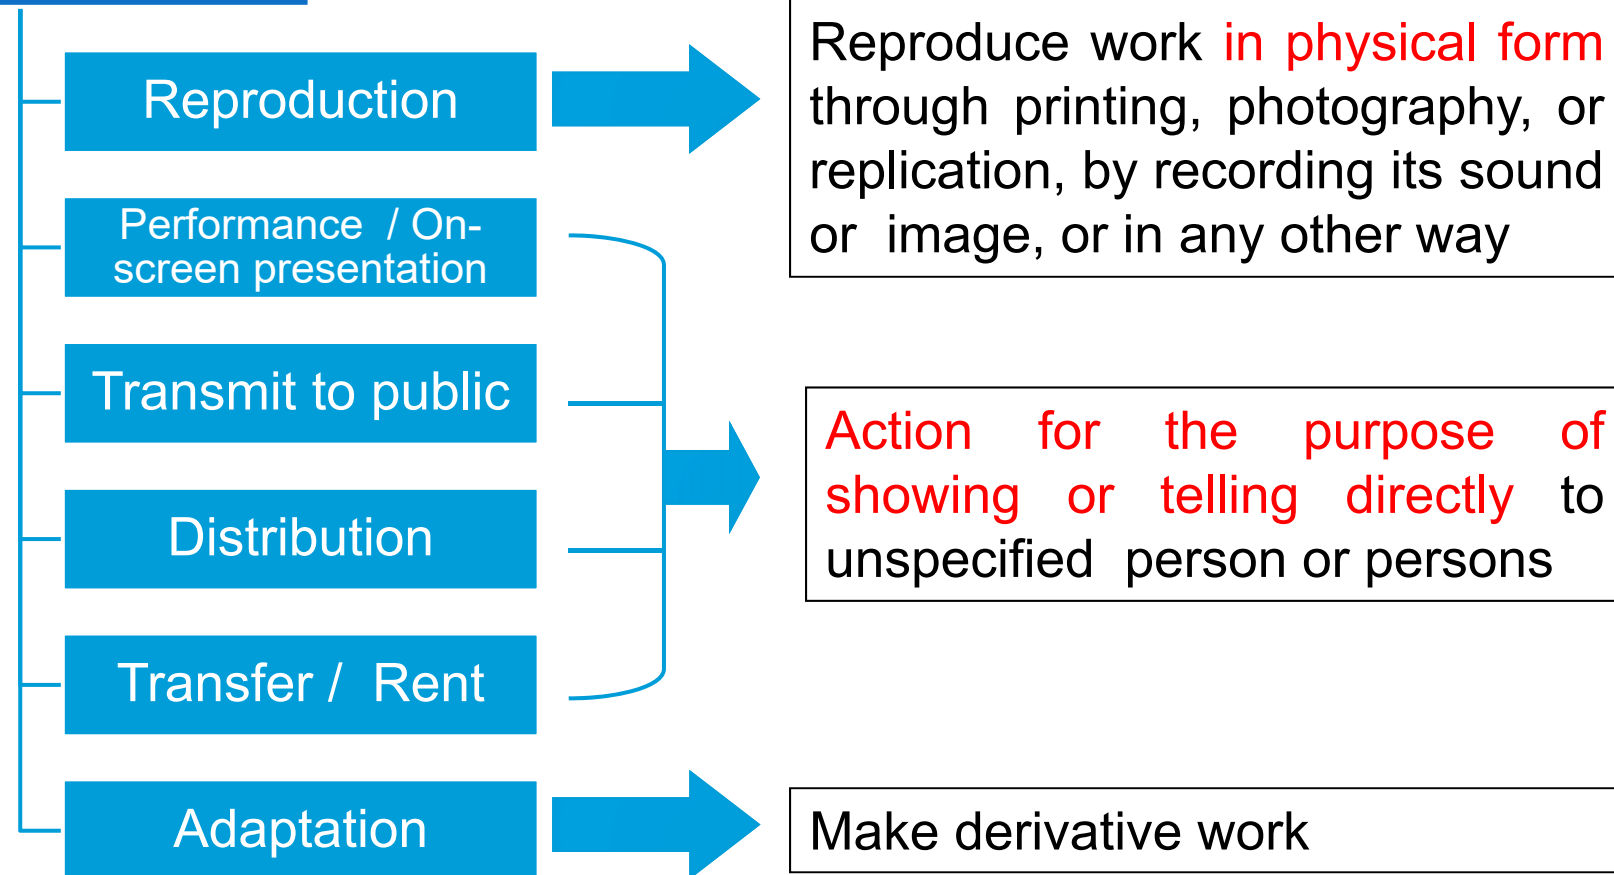 Reproduction
Reproduce work in physical form
through printing, photography, or
replication, by recording its sound
or image, or in any other way
Performance / On-
screen presentation
Transmit to public
Distribution
Transfer / Rent
Action for the purpose of
showing or telling directly to
unspecified person or persons
Adaptation
Make derivative work